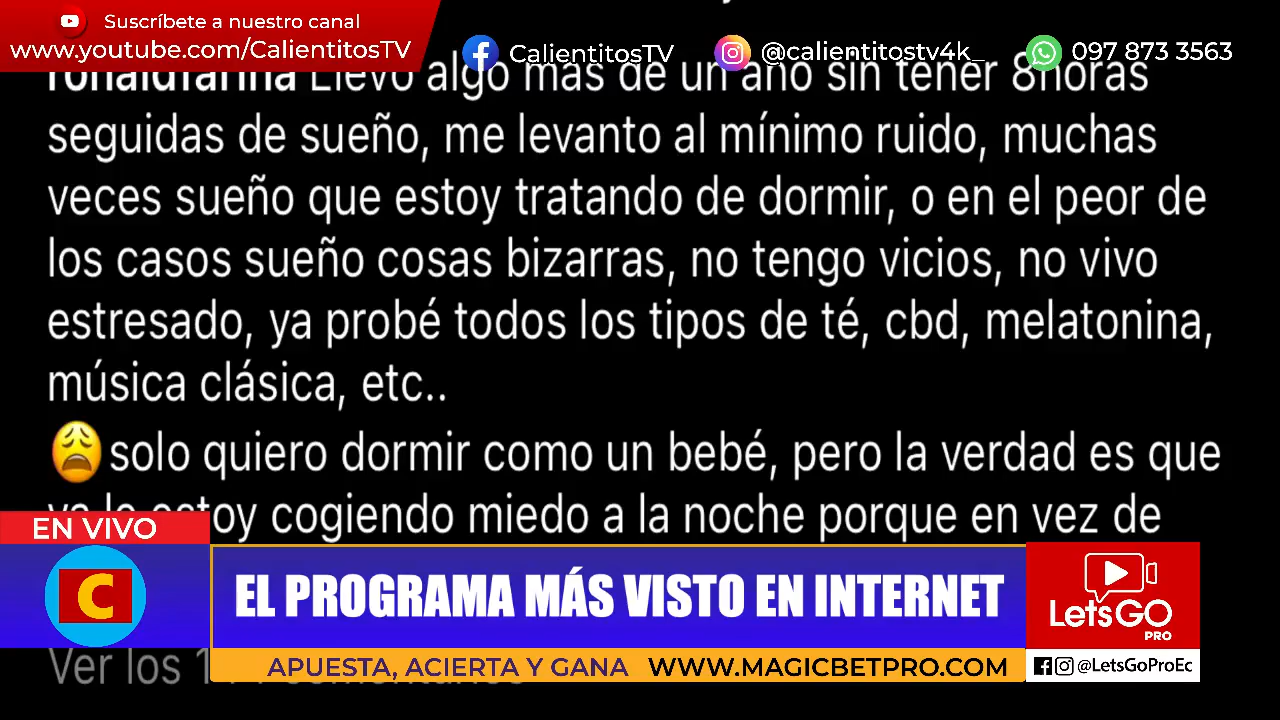 Suscríbete a nuestro canal
www.youtube.com/CalientitosTV
CalientitosTV
@calientitostv4k_
097 873 3563
ronaldfarina Llevo algo más de un año sin tener 8horas
seguidas de sueño, me levanto al mínimo ruido, muchas
veces sueño que estoy tratando de dormir, o en el peor de
los casos sueño cosas bizarras, no tengo vicios, no vivo
estresado, ya probé todos los tipos de té, cbd, melatonina,
música clásica, etc..
😩solo quiero dormir como un bebé, pero la verdad es que
ya le estoy cogiendo miedo a la noche porque en vez de
EN VIVO
C
EL PROGRAMA MÁS VISTO EN INTERNET
LetsGO
PRO
Ver los
APUESTA, ACIERTA Y GANA WWW.MAGICBETPRO.COM
@LetsGoProEc